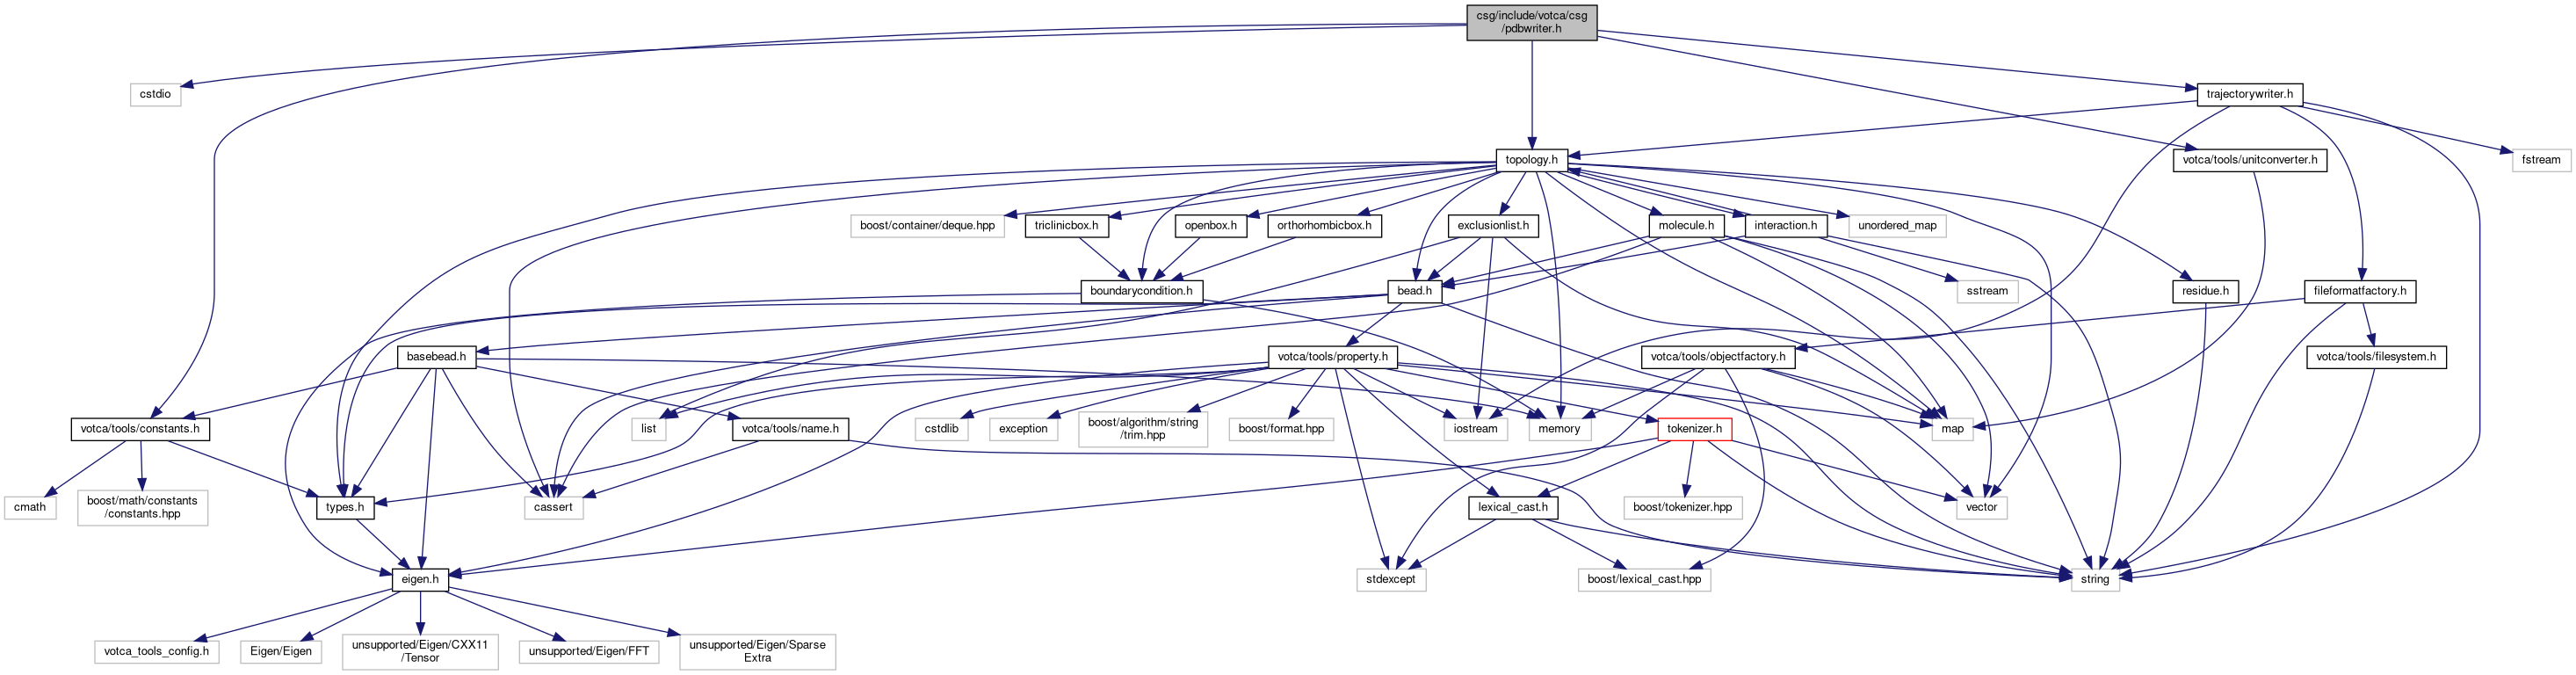 csg/include/votca/csg
/pdbwriter.h
cstdio
trajectorywriter.h
topology.h
votca/tools/unitconverter.h
fstream
boost/container/deque.hpp
triclinicbox.h
openbox.h
orthorhombicbox.h
exclusionlist.h
molecule.h
interaction.h
unordered_map
boundarycondition.h
bead.h
sstream
residue.h
fileformatfactory.h
basebead.h
votca/tools/property.h
votca/tools/objectfactory.h
votca/tools/filesystem.h
votca/tools/constants.h
list
votca/tools/name.h
cstdlib
exception
boost/algorithm/string
/trim.hpp
boost/format.hpp
iostream
memory
tokenizer.h
map
cmath
boost/math/constants
/constants.hpp
types.h
cassert
lexical_cast.h
boost/tokenizer.hpp
vector
eigen.h
stdexcept
boost/lexical_cast.hpp
string
votca_tools_config.h
Eigen/Eigen
unsupported/Eigen/CXX11
/Tensor
unsupported/Eigen/FFT
unsupported/Eigen/Sparse
Extra